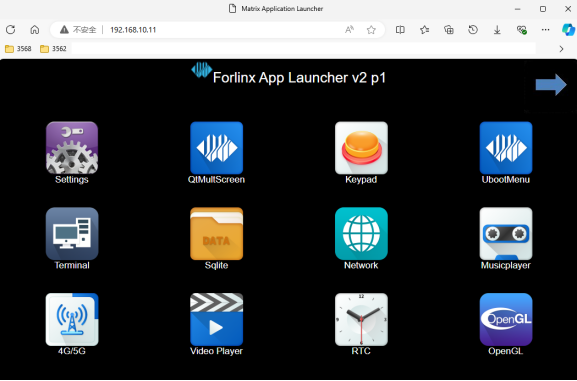 Matrix Application Launcher
不安全
192.168.10.11
A
3568
3562
Forlinx App Launcher v2 p1
Settings
QtMultScreen
Keypad
UbootMenu
Terminal
DATA
Sqlite
Network
Musicplayer
4G/5G
Video Player
12
RTC
OpenGL
OpenGL